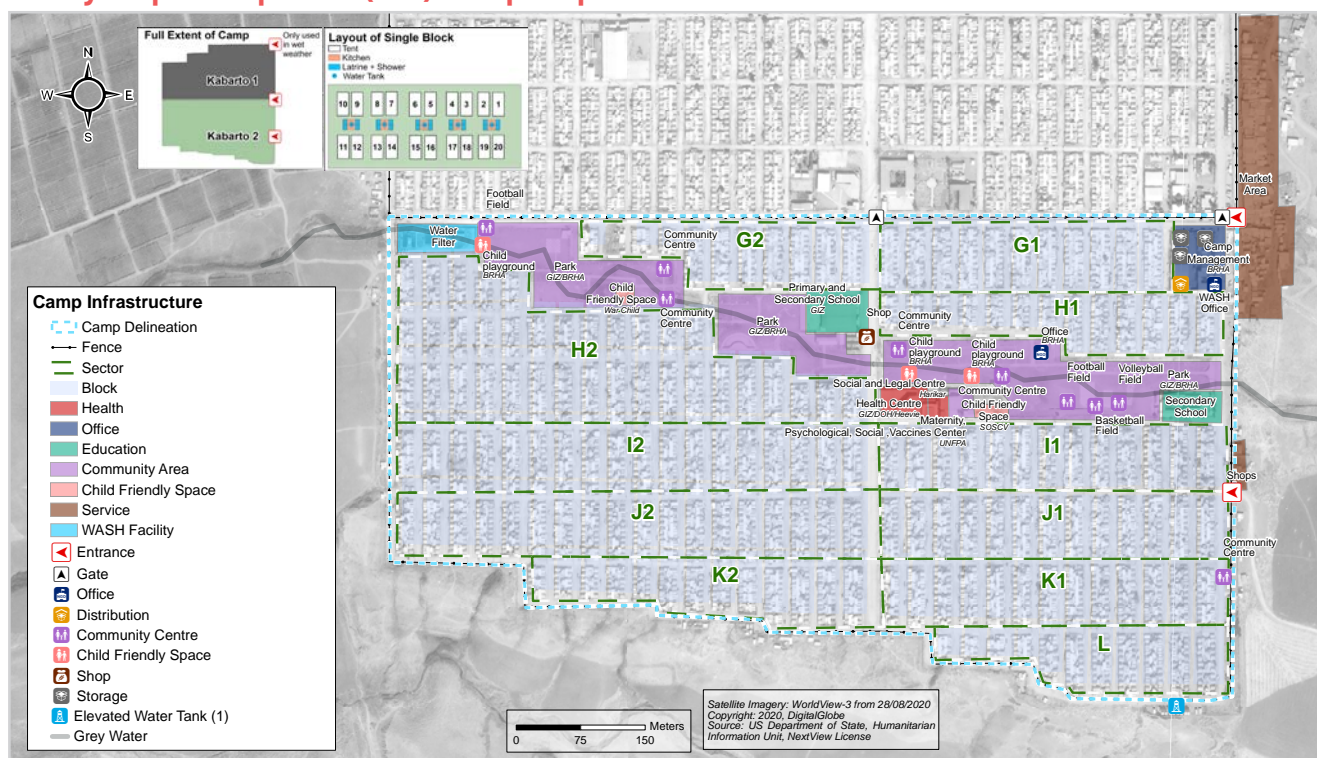 Full Extent of Camp
Only used
in wet
weather
Kabarto 1
Kabarto 2
Layout of Single Block
Tent
Kitchen
Latrine + Shower
Water Tank
10 9 8 7 6 5 4 3 2 1
11 12 13 14 15 16 17 18 19 20
N
W E
S
Market
Area
Football
Field
Water
Filter
Child
playground
BRHA
Park
GIZ/BRHA
Community
Centre
G2
G1
Camp
Management
BRHA
WASH
Office
Child
Friendly Space
War-Child
Community
Centre
Primary and
Secondary School
GIZ
Park
GIZ/BRHA
Shop
Community
Centre
H1
H2
Child
playground
BRHA
Child
playground
BRHA
Office
BRHA
Football
Field
Volleyball
Field
Park
GIZ/BRHA
Social and Legal Centre
Harikar
Community Centre
Health Centre
GIZ/DOH/Heevie
Maternity,
Psychological, Social ,Vaccines Center
UNFPA
Child Friendly
Space
SOSCV
Basketball
Field
Secondary
School
I2
I1
Shops
J2
J1
Community
Centre
K2
K1
L
Camp Infrastructure
Camp Delineation
Fence
Sector
Block
Health
Office
Education
Community Area
Child Friendly Space
Service
WASH Facility
Entrance
Gate
Office
Distribution
Community Centre
Child Friendly Space
Shop
Storage
Elevated Water Tank (1)
Grey Water
Meters
0 75 150
Satellite Imagery: WorldView-3 from 28/08/2020
Copyright: 2020, DigitalGlobe
Source: US Department of State, Humanitarian
Information Unit, NextView License